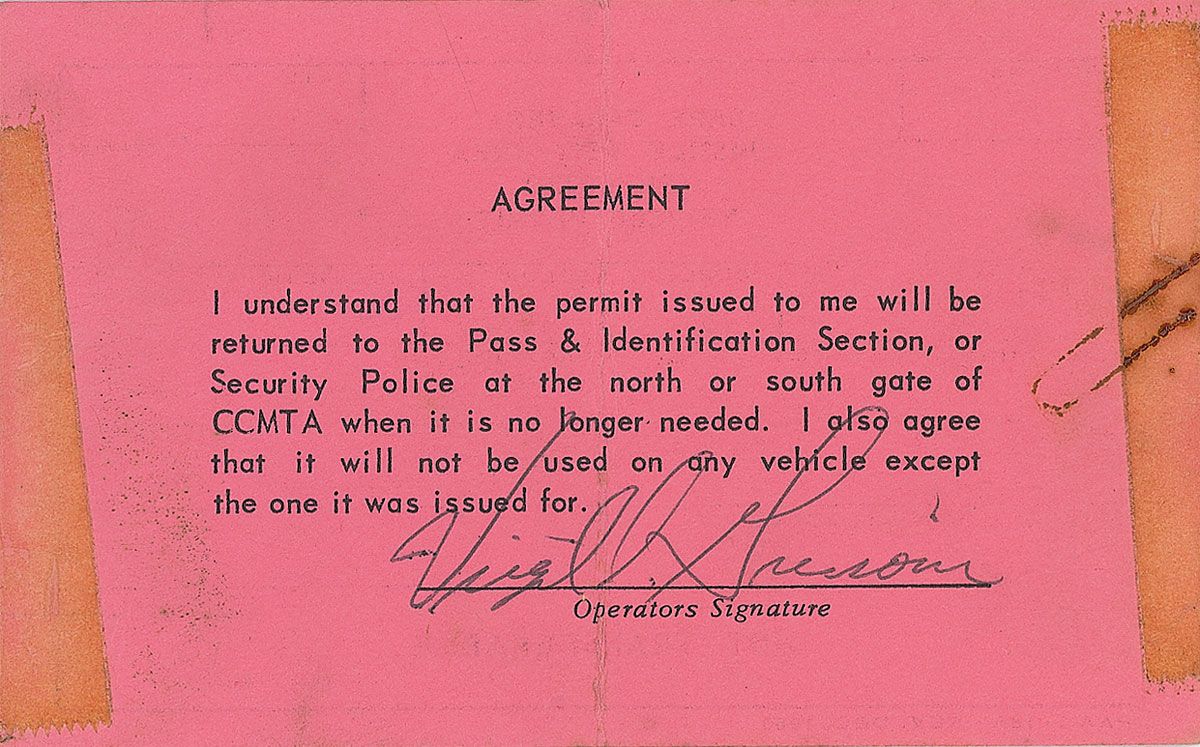 AGREEMENT
I understand that the permit issued to me will be
returned to the Pass & Identification Section, or
Security Police at the north or south gate of
CCMTA when it is no longer needed. I also agree
that it will not be used on any vehicle except
the one it was issued for.
Virgil I. Grissom
Operators Signature